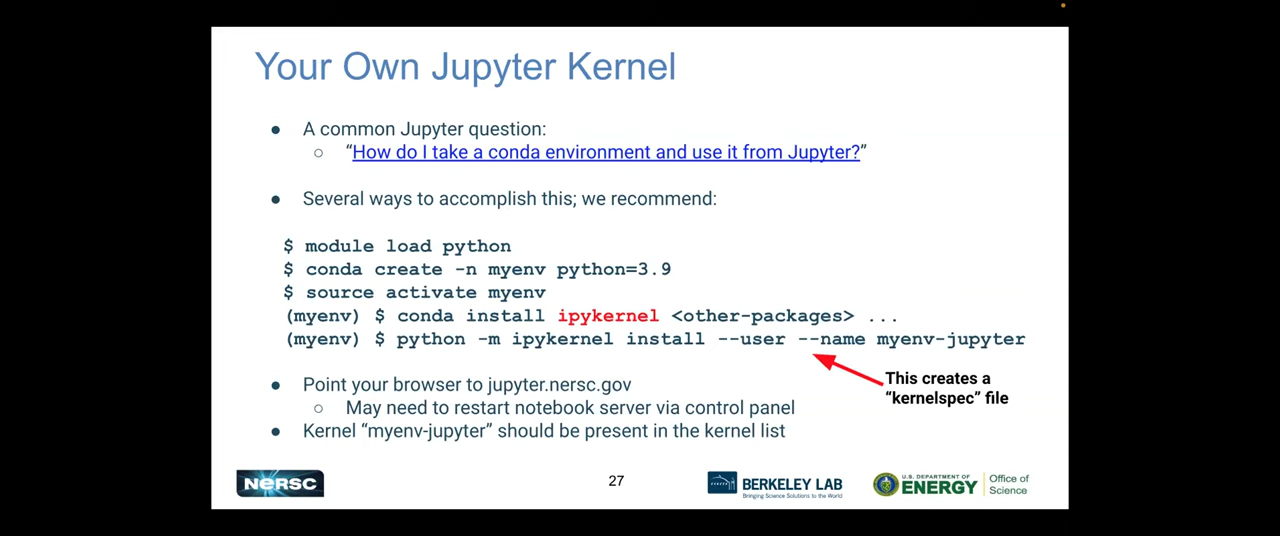 Your Own Jupyter Kernel
● A common Jupyter question:
○ “How do I take a conda environment and use it from Jupyter?”
● Several ways to accomplish this; we recommend:
$ module load python
$ conda create -n myenv python=3.9
$ source activate myenv
(myenv) $ conda install ipykernel <other-packages> ...
(myenv) $ python -m ipykernel install --user --name myenv-jupyter
This creates a
“kernelspec” file
● Point your browser to jupyter.nersc.gov
○ May need to restart notebook server via control panel
● Kernel “myenv-jupyter” should be present in the kernel list
NERSC
27
BERKELEY LAB
Bringing Science Solutions to the World
U.S. DEPARTMENT OF
ENERGY
Office of
Science